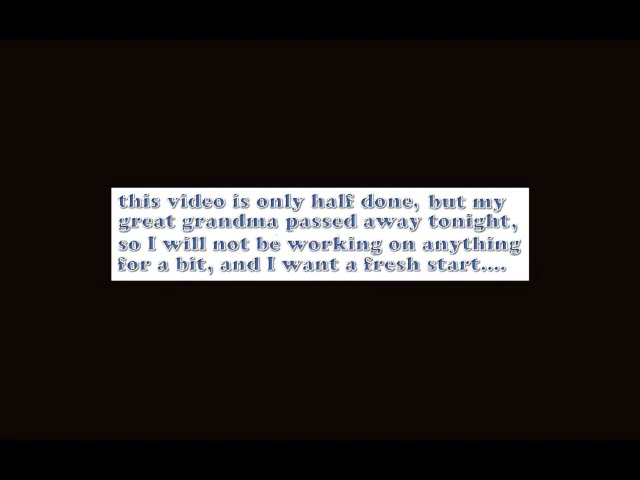 this video is only half done, but my
great grandma passed away tonight,
so I will not be working on anything
for a bit, and I want a fresh start....